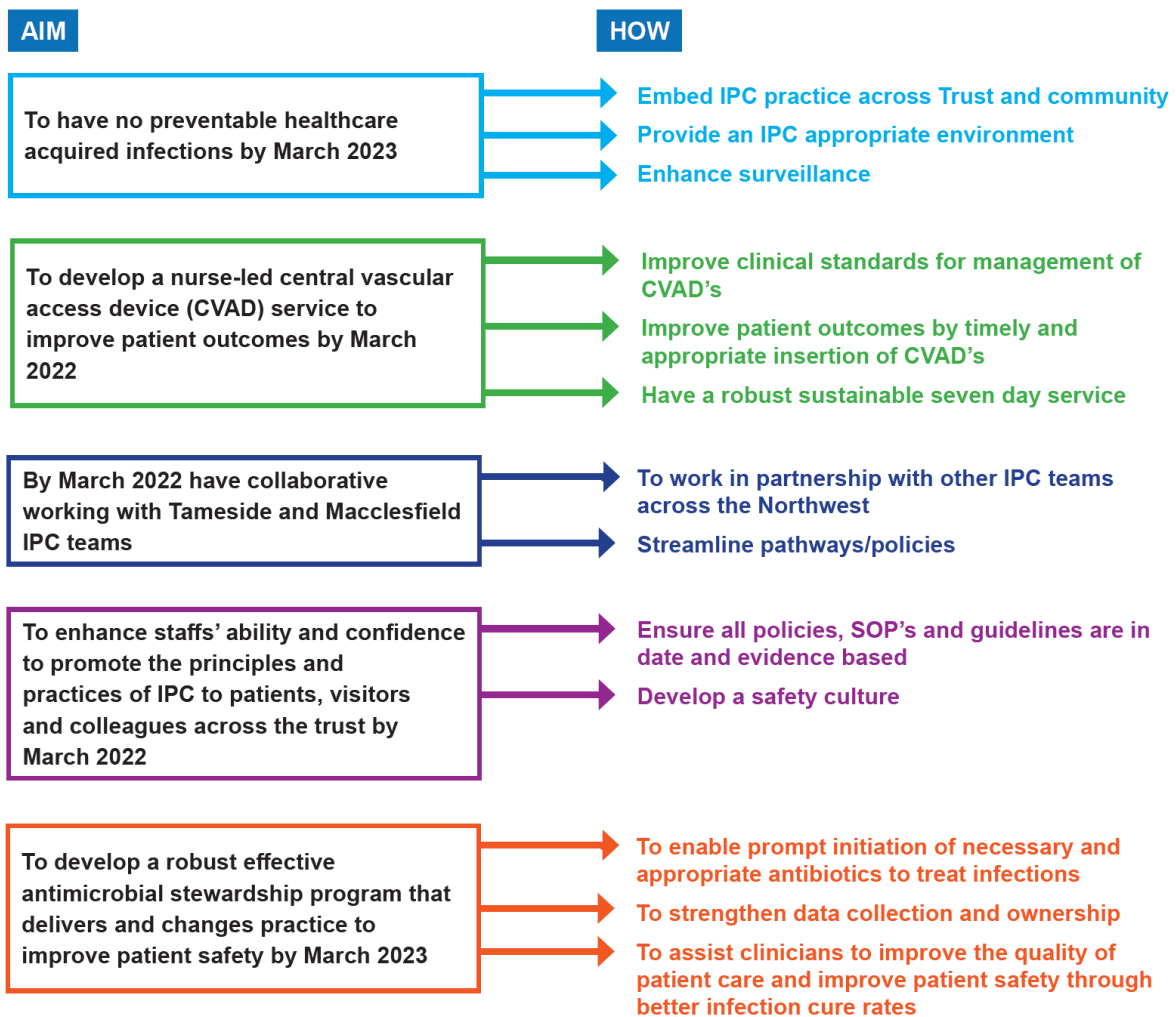 AIM
HOW
To have no preventable healthcare
acquired infections by March 2023
Embed IPC practice across Trust and community
Provide an IPC appropriate environment
Enhance surveillance
To develop a nurse-led central vascular
access device (CVAD) service to
improve patient outcomes by March
2022
Improve clinical standards for management of
CVAD’s
Improve patient outcomes by timely and
appropriate insertion of CVAD’s
Have a robust sustainable seven day service
By March 2022 have collaborative
working with Tameside and Macclesfield
IPC teams
To work in partnership with other IPC teams
across the Northwest
Streamline pathways/policies
To enhance staffs’ ability and confidence
to promote the principles and
practices of IPC to patients, visitors
and colleagues across the trust by
March 2022
Ensure all policies, SOP’s and guidelines are in
date and evidence based
Develop a safety culture
To develop a robust effective
antimicrobial stewardship program that
delivers and changes practice to
improve patient safety by March 2023
To enable prompt initiation of necessary and
appropriate antibiotics to treat infections
To strengthen data collection and ownership
To assist clinicians to improve the quality of
patient care and improve patient safety through
better infection cure rates